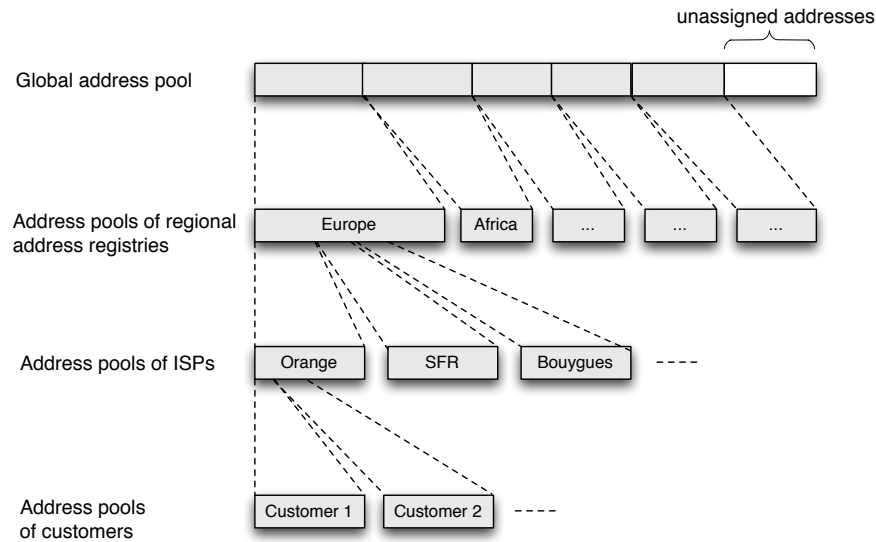 unassigned addresses
Global address pool
Address pools of regional
address registries
Europe
Africa
...
...
...
Address pools of ISPs
Orange
SFR
Bouygues
Address pools
of customers
Customer 1
Customer 2